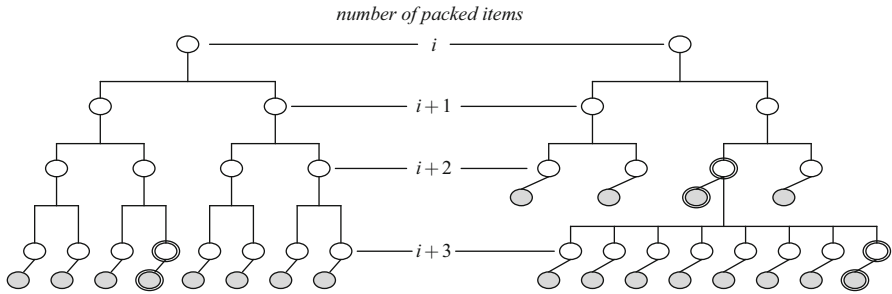 number of packed items
i
i + 1
i + 2
i + 3